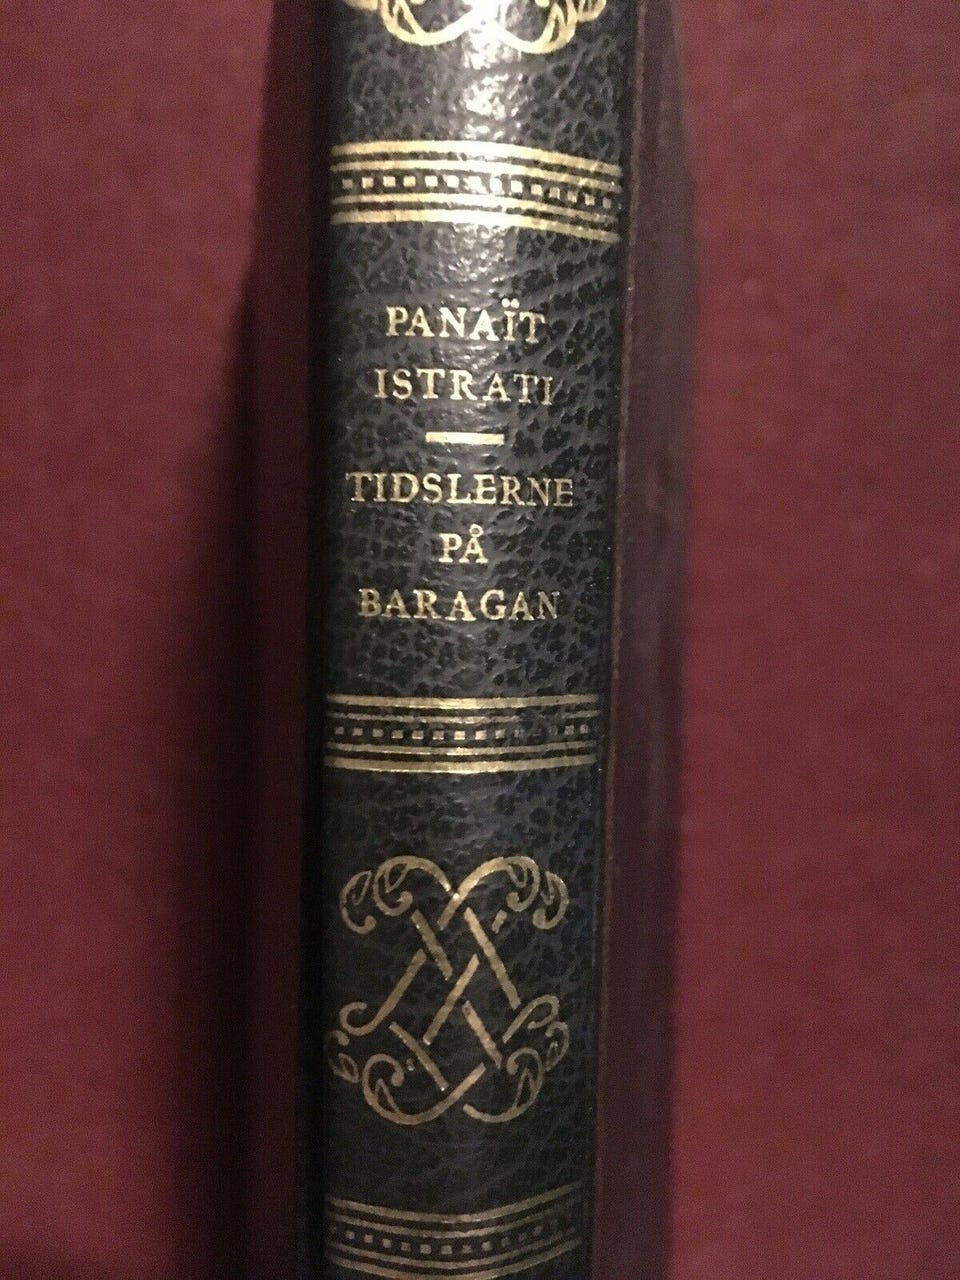 PANAÏT
ISTRATI
TIDSLERNE
PÅ
BARAGAN